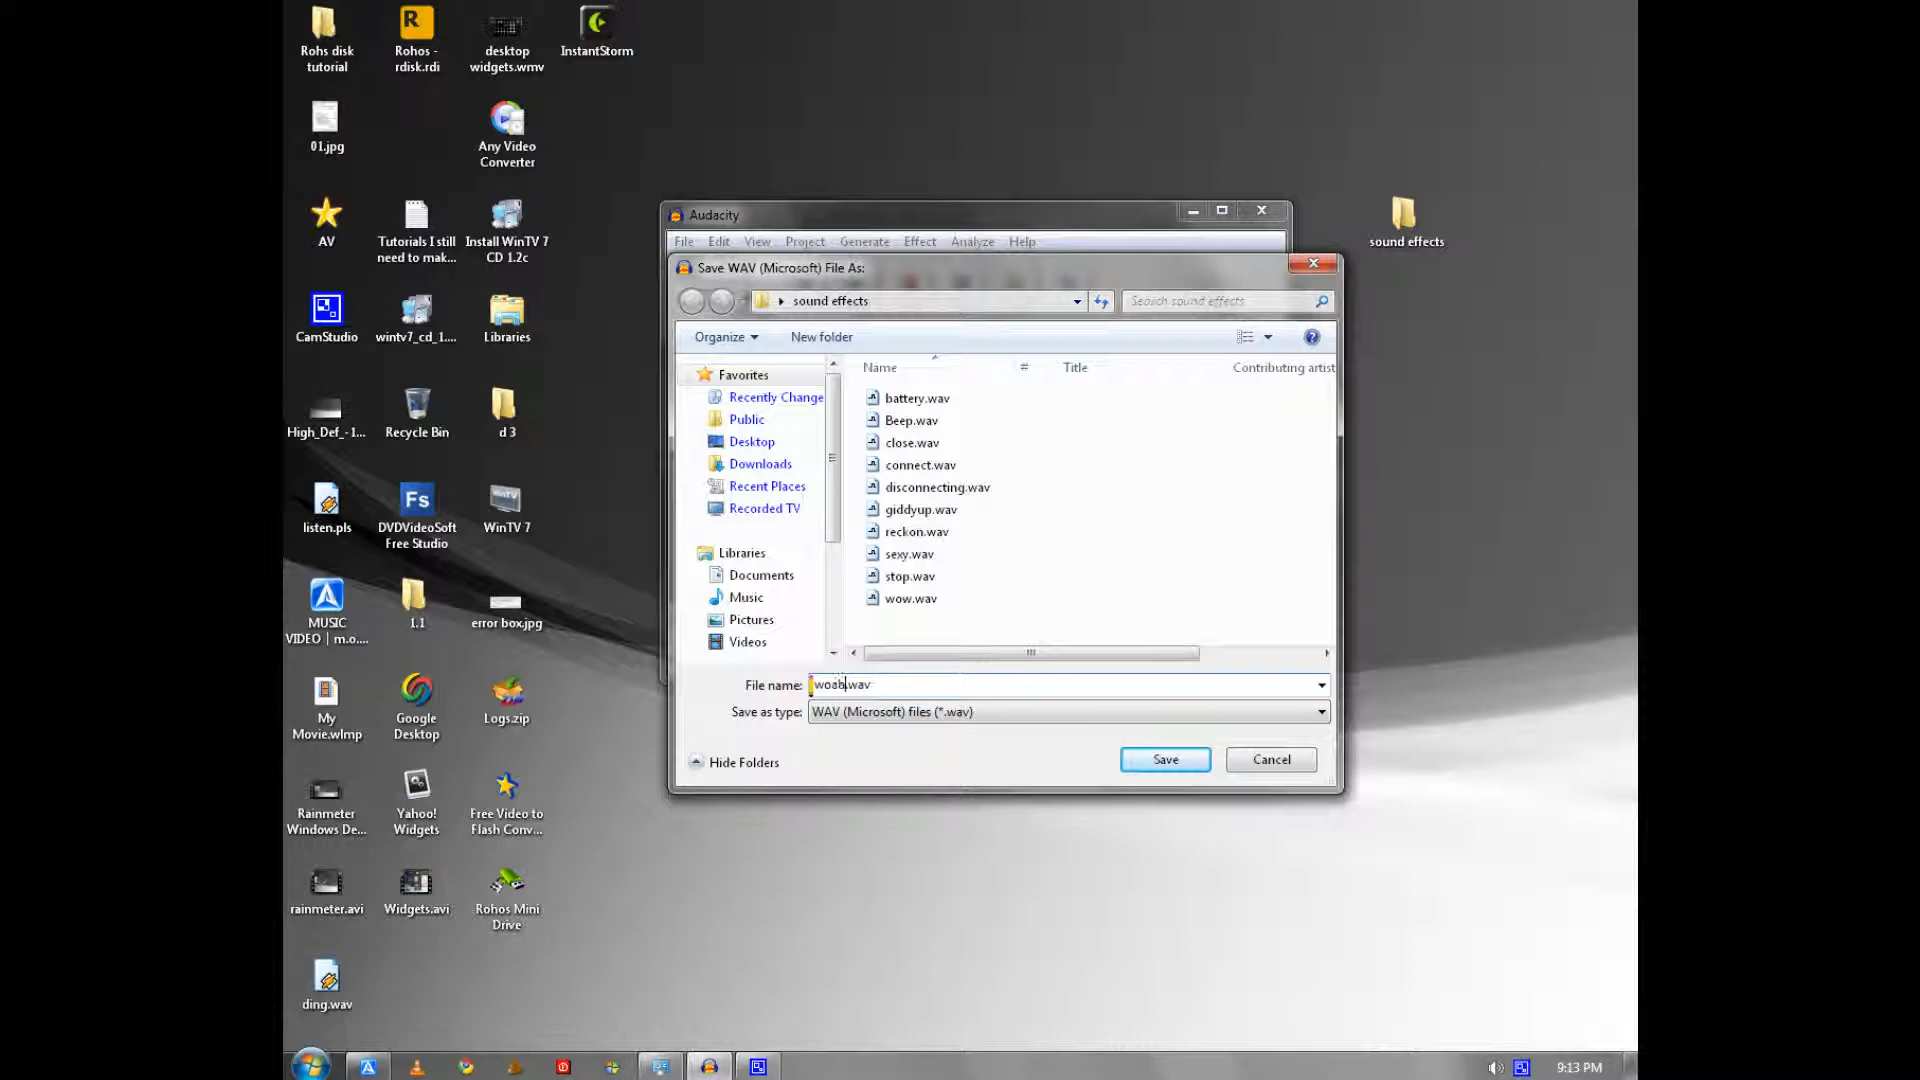 Rohs disk
tutorial
Rohos -
rdisk.rdi
desktop
widgets.wmv
InstantStorm
01.jpg
Any Video
Converter
AV
Tutorials I still
need to mak...
Install WinTV 7
CD 1.2c
CamStudio
wintv7_cd_1....
Libraries
High_Def_-1...
Recycle Bin
d 3
listen.pls
Fs
DVDVideoSoft
Free Studio
WinTV
WinTV 7
MUSIC
VIDEO | m.o....
1.1
error box.jpg
My
Movie.wlmp
Google
Desktop
Logs.zip
Rainmeter
Windows De...
Yahoo!
Widgets
Free Video to
Flash Conv...
rainmeter.avi
Widgets.avi
Rohos Mini
Drive
ding.wav
sound effects
Audacity
File Edit View Project Generate Effect Analyze Help
Save WAV (Microsoft) File As:
sound effects
Search sound effects
Organize
New folder
Name # Title Contributing artist
Favorites
Recently Change
Public
Desktop
Downloads
Recent Places
Recorded TV
Libraries
Documents
Music
Pictures
Videos
battery.wav
Beep.wav
close.wav
connect.wav
disconnecting.wav
giddyup.wav
reckon.wav
sexy.wav
stop.wav
wow.wav
File name:
Save as type: WAV (Microsoft) files (*.wav)
Hide Folders
Save
Cancel
9:13 PM